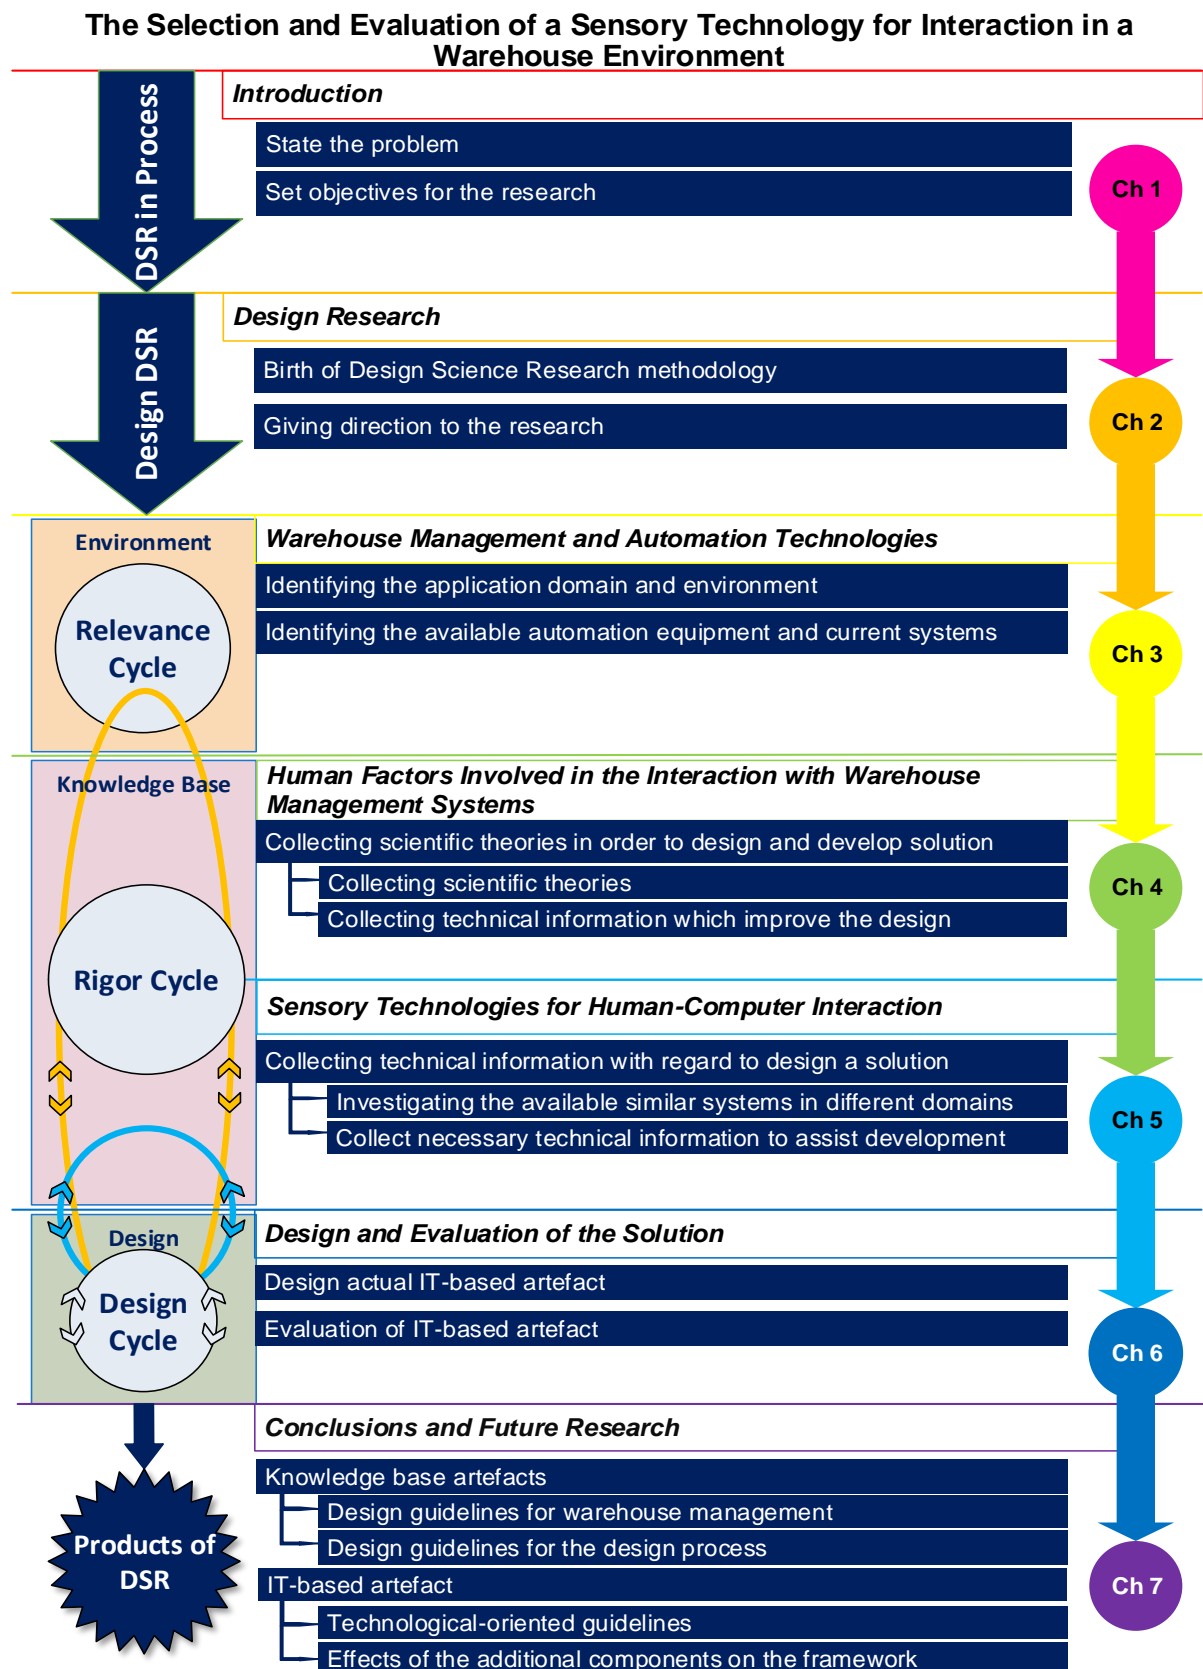 The Selection and Evaluation of a Sensory Technology for Interaction in a
Warehouse Environment
DSR in Process
Introduction
State the problem
Set objectives for the research
Ch 1
Design DSR
Design Research
Birth of Design Science Research methodology
Giving direction to the research
Ch 2
Environment
Relevance
Cycle
Warehouse Management and Automation Technologies
Identifying the application domain and environment
Identifying the available automation equipment and current systems
Ch 3
Knowledge Base
Human Factors Involved in the Interaction with Warehouse
Management Systems
Collecting scientific theories in order to design and develop solution
Collecting scientific theories
Collecting technical information which improve the design
Ch 4
Rigor Cycle
Sensory Technologies for Human-Computer Interaction
Collecting technical information with regard to design a solution
Investigating the available similar systems in different domains
Collect necessary technical information to assist development
Ch 5
Design
Design
Cycle
Design and Evaluation of the Solution
Design actual IT-based artefact
Evaluation of IT-based artefact
Ch 6
Conclusions and Future Research
Knowledge base artefacts
Design guidelines for warehouse management
Design guidelines for the design process
IT-based artefact
Technological-oriented guidelines
Effects of the additional components on the framework
Products of
DSR
Ch 7